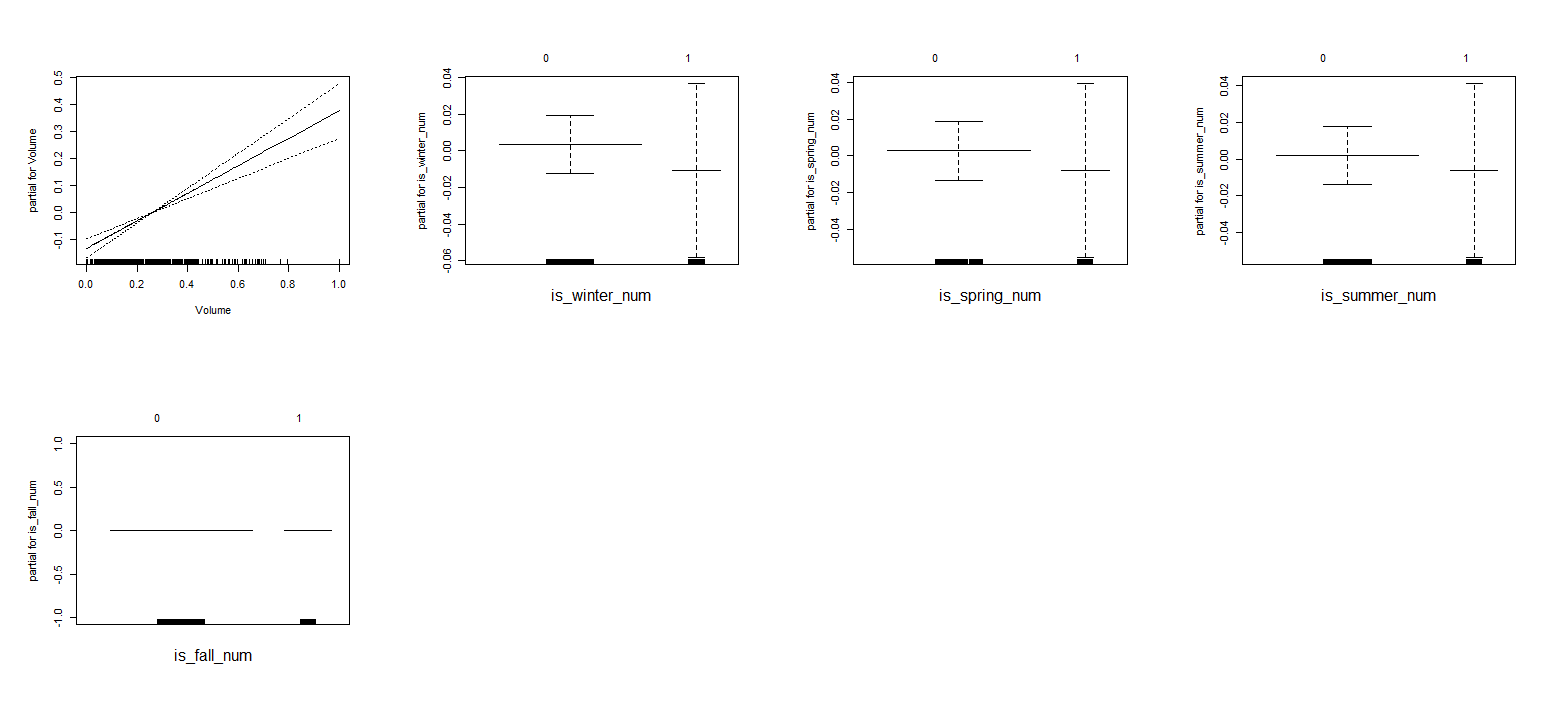 0 1
0 1
0 1
partial for Volume
-0.1 0.0 0.1 0.2 0.3 0.4 0.5
0.0 0.2 0.4 0.6 0.8 1.0
Volume
partial for is_winter_num
-0.06 -0.04 -0.02 0.00 0.02 0.04
is_winter_num
partial for is_spring_num
-0.04 -0.02 0.00 0.02 0.04
is_spring_num
partial for is_summer_num
-0.04 -0.02 0.00 0.02 0.04
is_summer_num
0 1
partial for is_fall_num
-1.0 -0.5 0.0 0.5 1.0
is_fall_num